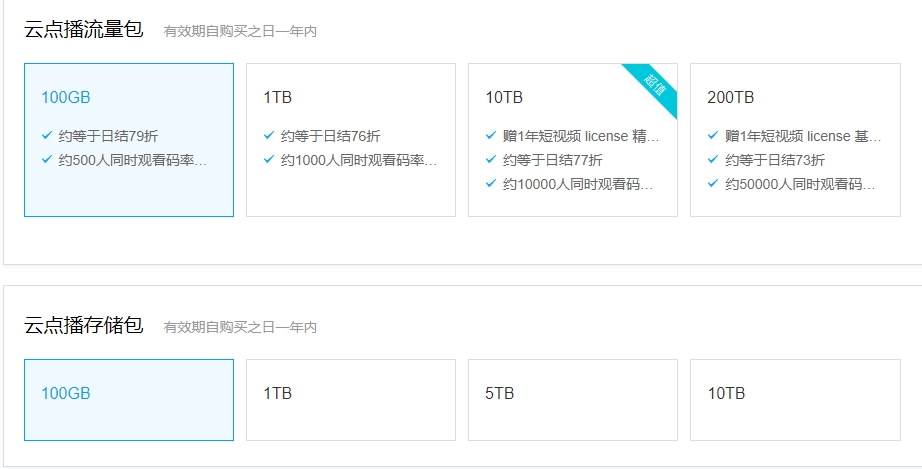 云点播流量包 有效期自购买之日一年内
超值
100GB
约等于日结79折
约500人同时观看码率...
1TB
约等于日结76折
约1000人同时观看码率...
10TB
赠1年短视频 license 精...
约等于日结77折
约10000人同时观看码...
200TB
赠1年短视频 license 基...
约等于日结73折
约50000人同时观看码...
云点播存储包 有效期自购买之日一年内
100GB
1TB
5TB
10TB